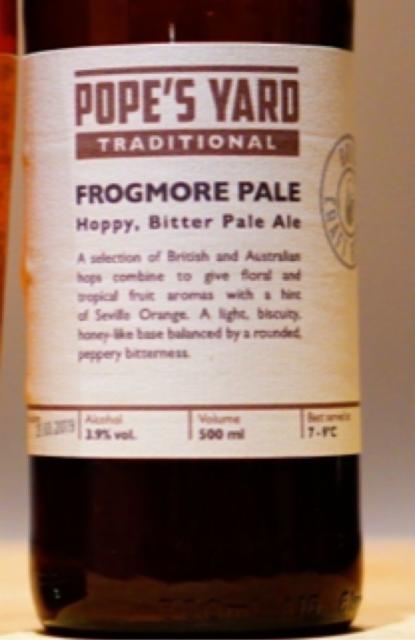 POPE'S YARD
TRADITIONAL
FROGMORE PALE
Hoppy, Bitter Pale Ale
A selection of British and Australian
hops combine to give floral and
tropical fruit aromas with a hint
of Seville Orange. A light, biscuity,
honey-like base balanced by a rounded,
peppery bitterness.
Alcohol
3.9% vol.
Volume
500 ml
Best served at
7-9°C